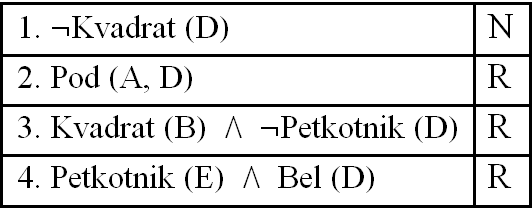 1. ¬Kvadrat (D) N
2. Pod (A, D) R
3. Kvadrat (B) ∧ ¬Petkotnik (D) R
4. Petkotnik (E) ∧ Bel (D) R